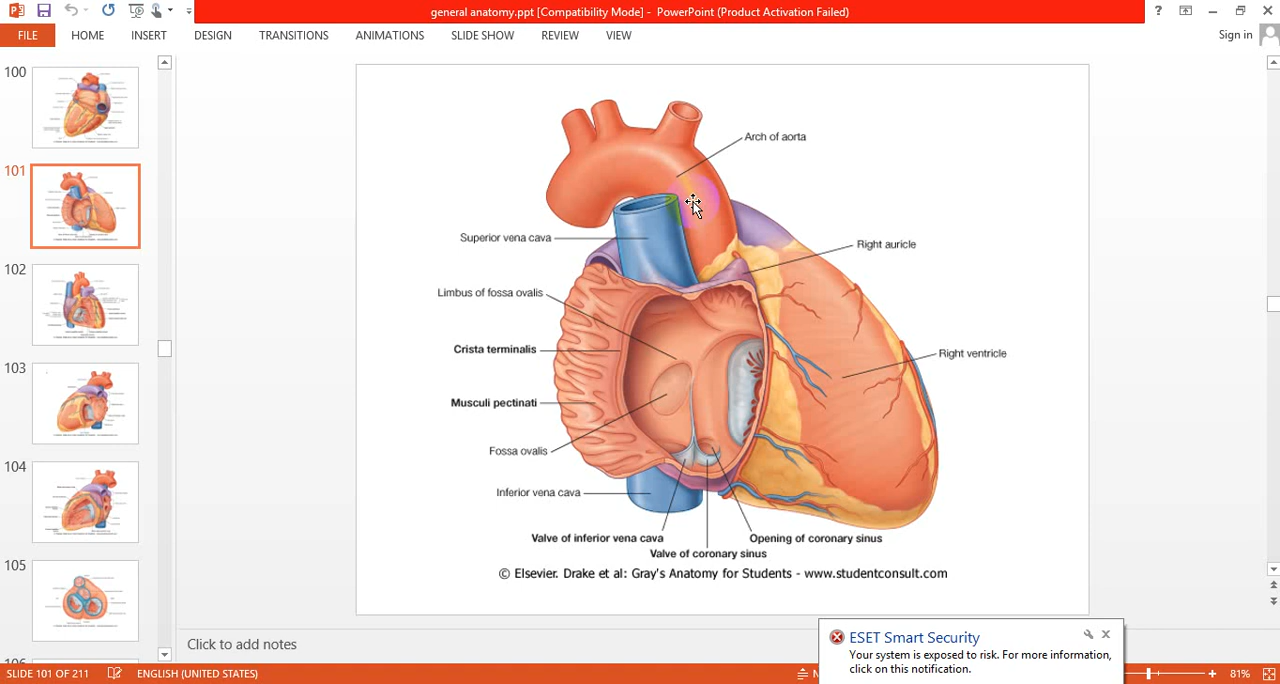 general anatomy.ppt [Compatibility Mode] - PowerPoint (Product Activation Failed)
?
FILE HOME INSERT DESIGN TRANSITIONS ANIMATIONS SLIDE SHOW REVIEW VIEW Sign in
100
101
102
103
104
105
Arch of aorta
Superior vena cava
Right auricle
Limbus of fossa ovalis
Crista terminalis
Right ventricle
Musculi pectinati
Fossa ovalis
Inferior vena cava
Valve of inferior vena cava
Opening of coronary sinus
Valve of coronary sinus
© Elsevier. Drake et al: Gray's Anatomy for Students - www.studentconsult.com
Click to add notes
ESET Smart Security
Your system is exposed to risk. For more information,
click on this notification.
SLIDE 101 OF 211 ENGLISH (UNITED STATES) 81%